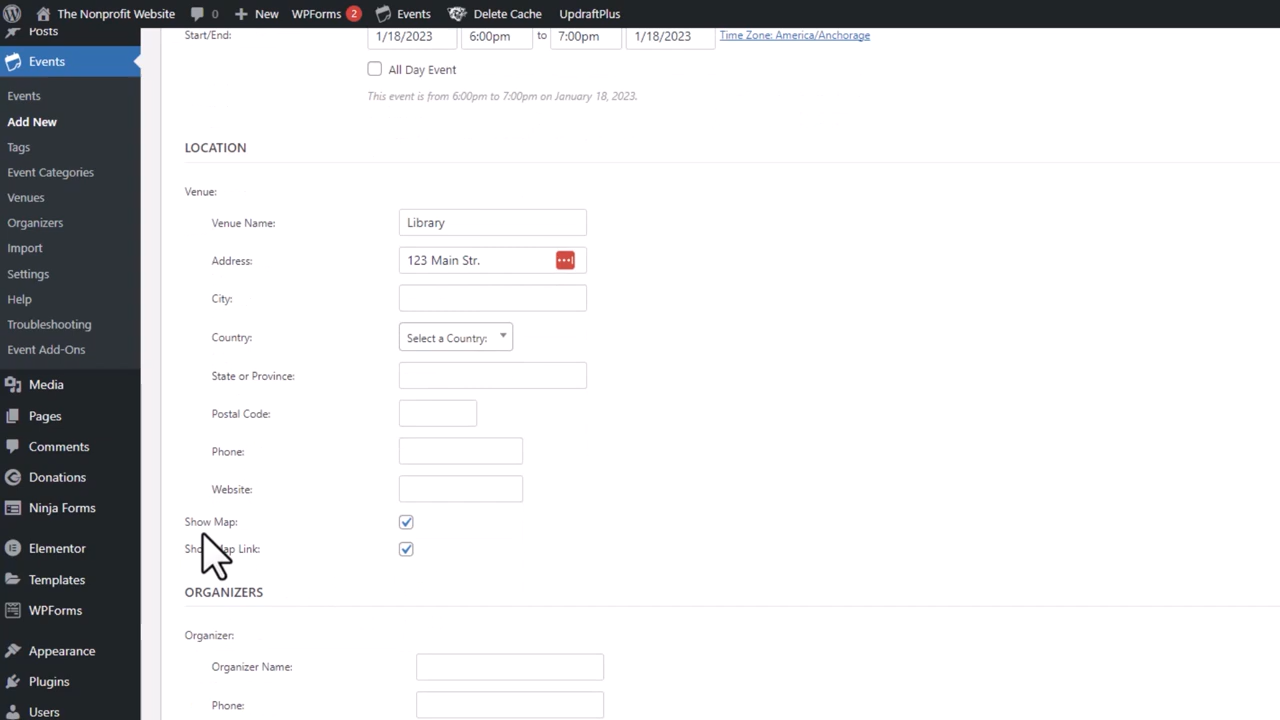 The Nonprofit Website 0 New WPForms 2 Events Delete Cache UpdraftPlus
Posts
Events
Events
Add New
Tags
Event Categories
Venues
Organizers
Import
Settings
Help
Troubleshooting
Event Add-Ons
Media
Pages
Comments
Donations
Ninja Forms
Elementor
Templates
WPForms
Appearance
Plugins
Users
Start/End: 1/18/2023 6:00pm to 7:00pm 1/18/2023 Time Zone: America/Anchorage
All Day Event
This event is from 6:00pm to 7:00pm on January 18, 2023.
LOCATION
Venue:
Venue Name: Library
Address: 123 Main Str.
City:
Country: Select a Country:
State or Province:
Postal Code:
Phone:
Website:
Show Map:
Link:
ORGANIZERS
Organizer:
Organizer Name:
Phone: